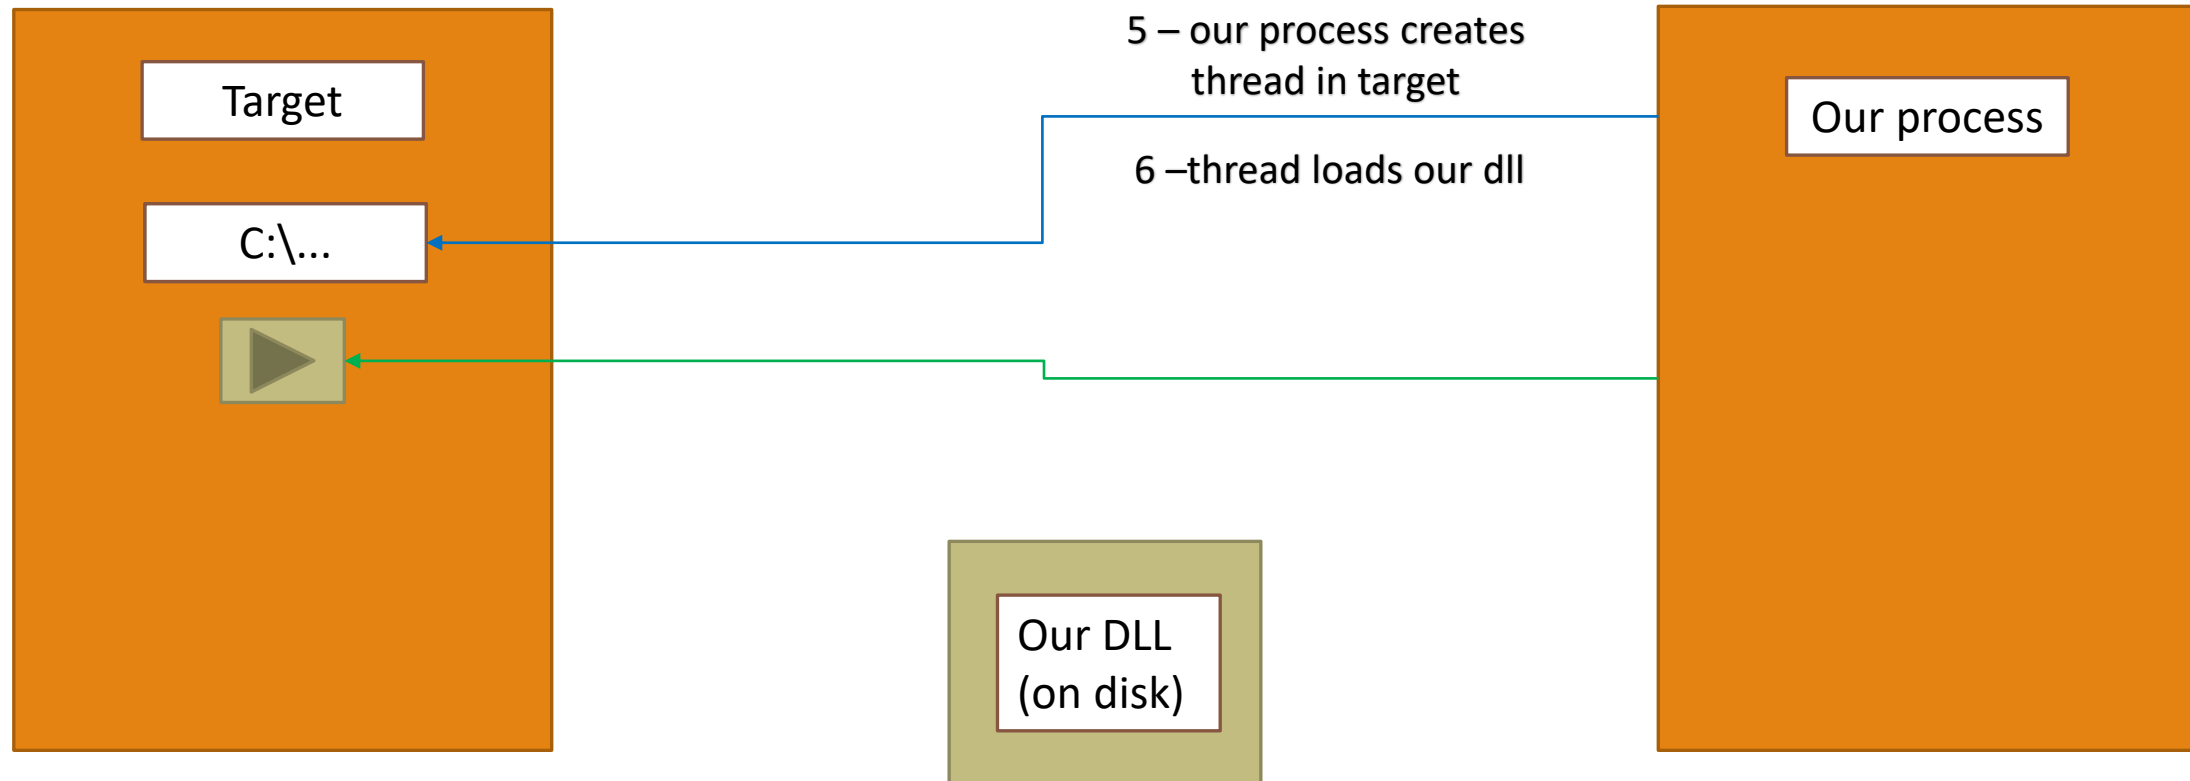 Target
C:\...
5 – our process creates
thread in target
6 –thread loads our dll
Our process
Our DLL
(on disk)